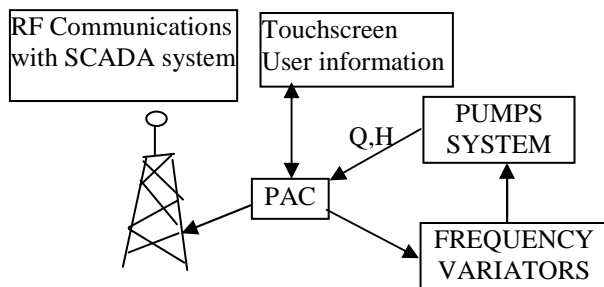 RF Communications
with SCADA system
Touchscreen
User information
Q,H
PUMPS
SYSTEM
PAC
FREQUENCY
VARIATORS